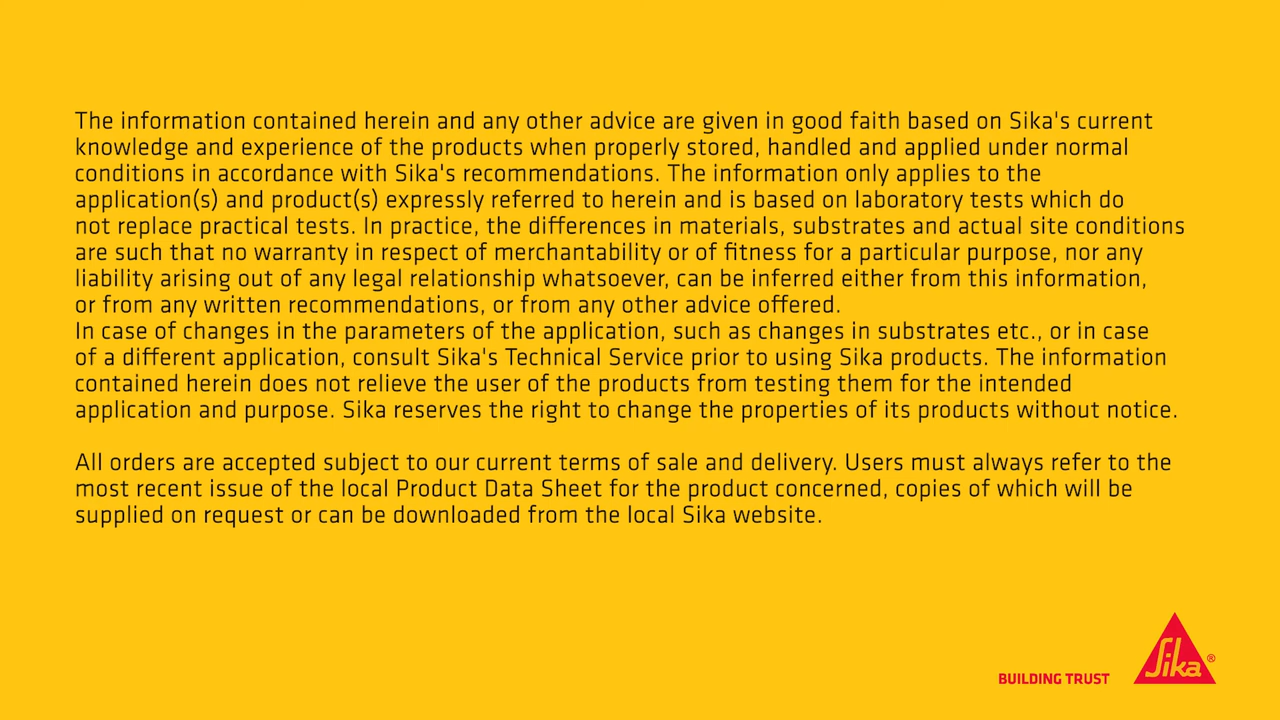 The information contained herein and any other advice are given in good faith based on Sika's current
knowledge and experience of the products when properly stored, handled and applied under normal
conditions in accordance with Sika's recommendations. The information only applies to the
application(s) and product(s) expressly referred to herein and is based on laboratory tests which do
not replace practical tests. In practice, the differences in materials, substrates and actual site conditions
are such that no warranty in respect of merchantability or of fitness for a particular purpose, nor any
liability arising out of any legal relationship whatsoever, can be inferred either from this information,
or from any written recommendations, or from any other advice offered.
In case of changes in the parameters of the application, such as changes in substrates etc., or in case
of a different application, consult Sika's Technical Service prior to using Sika products. The information
contained herein does not relieve the user of the products from testing them for the intended
application and purpose. Sika reserves the right to change the properties of its products without notice.
All orders are accepted subject to our current terms of sale and delivery. Users must always refer to the
most recent issue of the local Product Data Sheet for the product concerned, copies of which will be
supplied on request or can be downloaded from the local Sika website.
BUILDING TRUST
Sika®